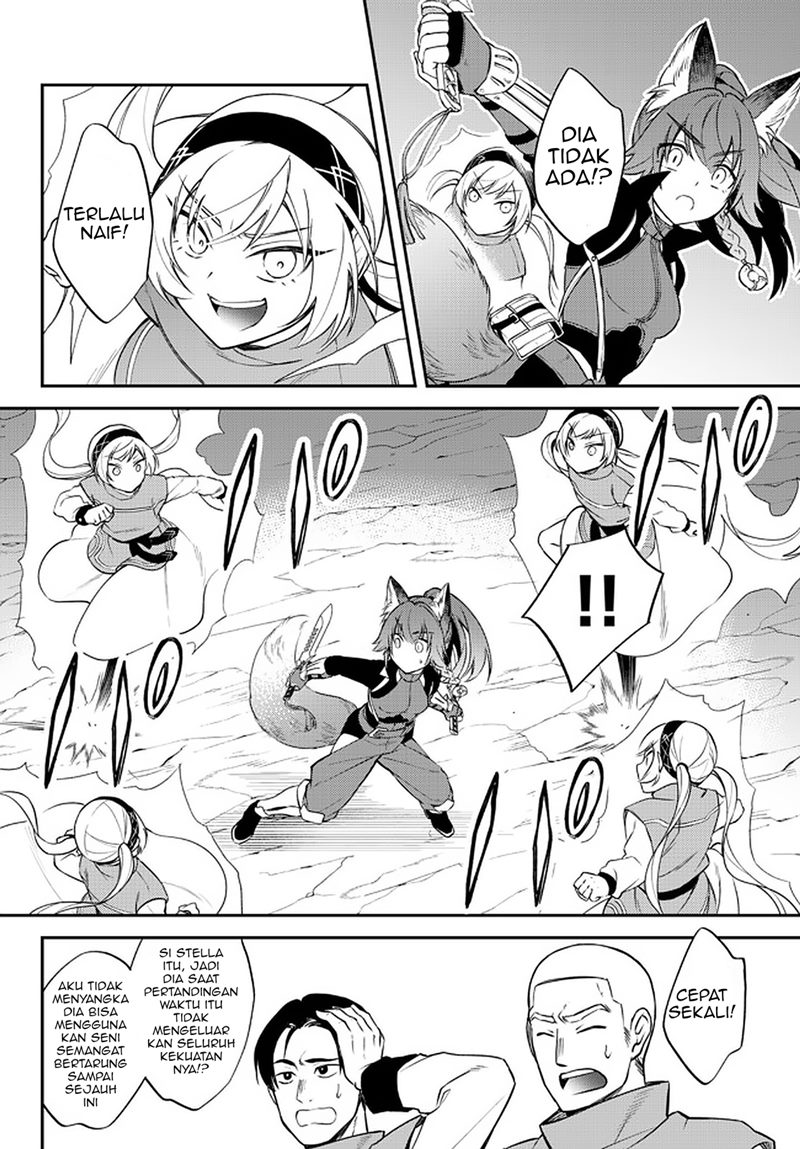 DIA
TIDAK
ADA!?
TERLALU
NAIF!
!!
CEPAT
SEKALI!
SI STELLA
ITU, JADI
DIA SAAT
PERTANDINGAN
WAKTU ITU
TIDAK
MENGELUAR
KAN SELURUH
KEKUATAN
NYA!?
AKU TIDAK
MENYANGKA
DIA BISA
MENGGUNA
KAN SENI
SEMANGAT
BERTARUNG
SAMPAI
SEJAUH
INI